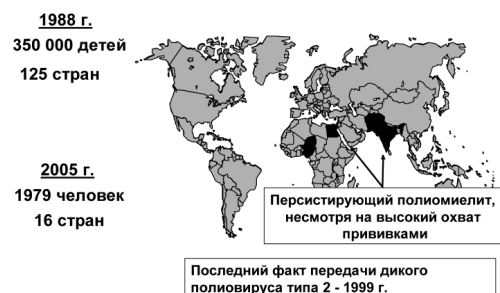 1988 г.
350 000 детей
125 стран
2005 г.
1979 человек
16 стран
Персистирующий полиомиелит,
несмотря на высокий охват
прививками
Последний факт передачи дикого
полиовируса типа 2 - 1999 г.